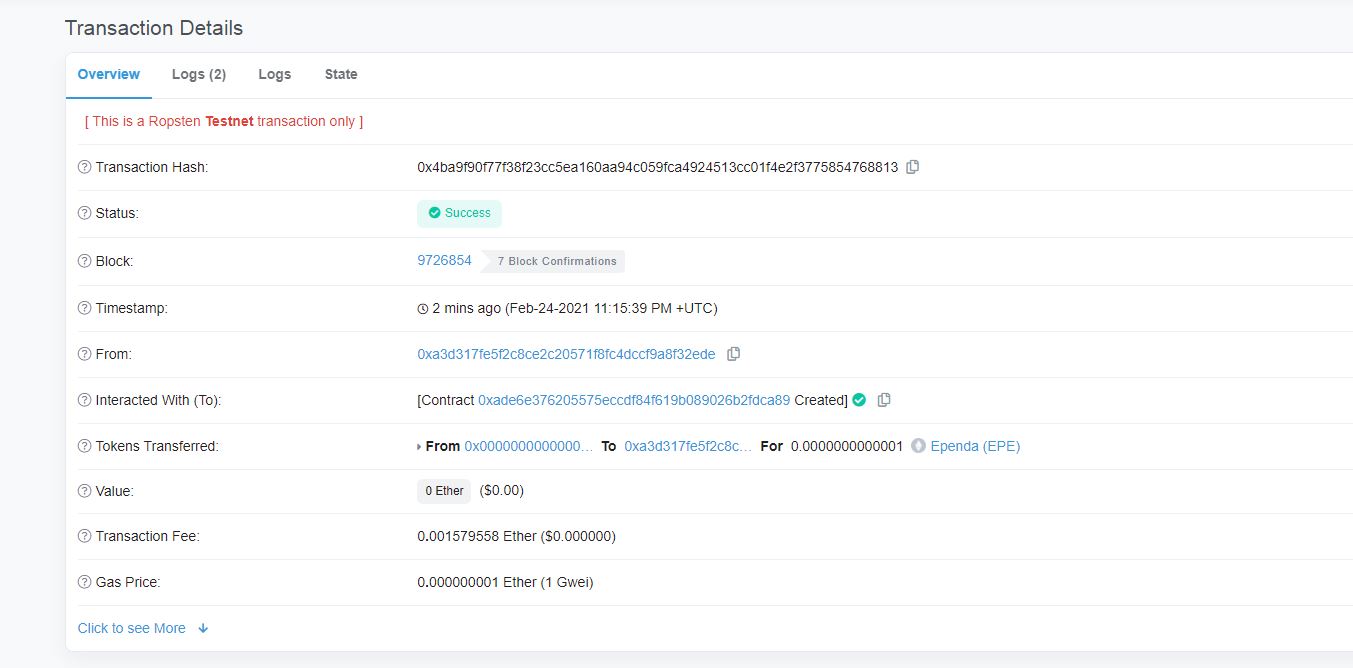 Transaction Details
Overview Logs (2) Logs State
[ This is a Ropsten Testnet transaction only ]
Transaction Hash: 0x4ba9f90f77f38f23cc5ea160aa94c059fca4924513cc01f4e2f3775854768813
Status: Success
Block: 9726854 7 Block Confirmations
Timestamp: 2 mins ago (Feb-24-2021 11:15:39 PM +UTC)
From: 0xa3d317fe5f2c8ce2c20571f8fc4dccf9a8f32ede
Interacted With (To): [Contract 0xade6e376205575eccdf84f619b089026b2fdca89 Created]
Tokens Transferred: From 0x0000000000000... To 0xa3d317fe5f2c8c... For 0.0000000000001 Ependa (EPE)
Value: 0 Ether ($0.00)
Transaction Fee: 0.001579558 Ether ($0.000000)
Gas Price: 0.000000001 Ether (1 Gwei)
Click to see More